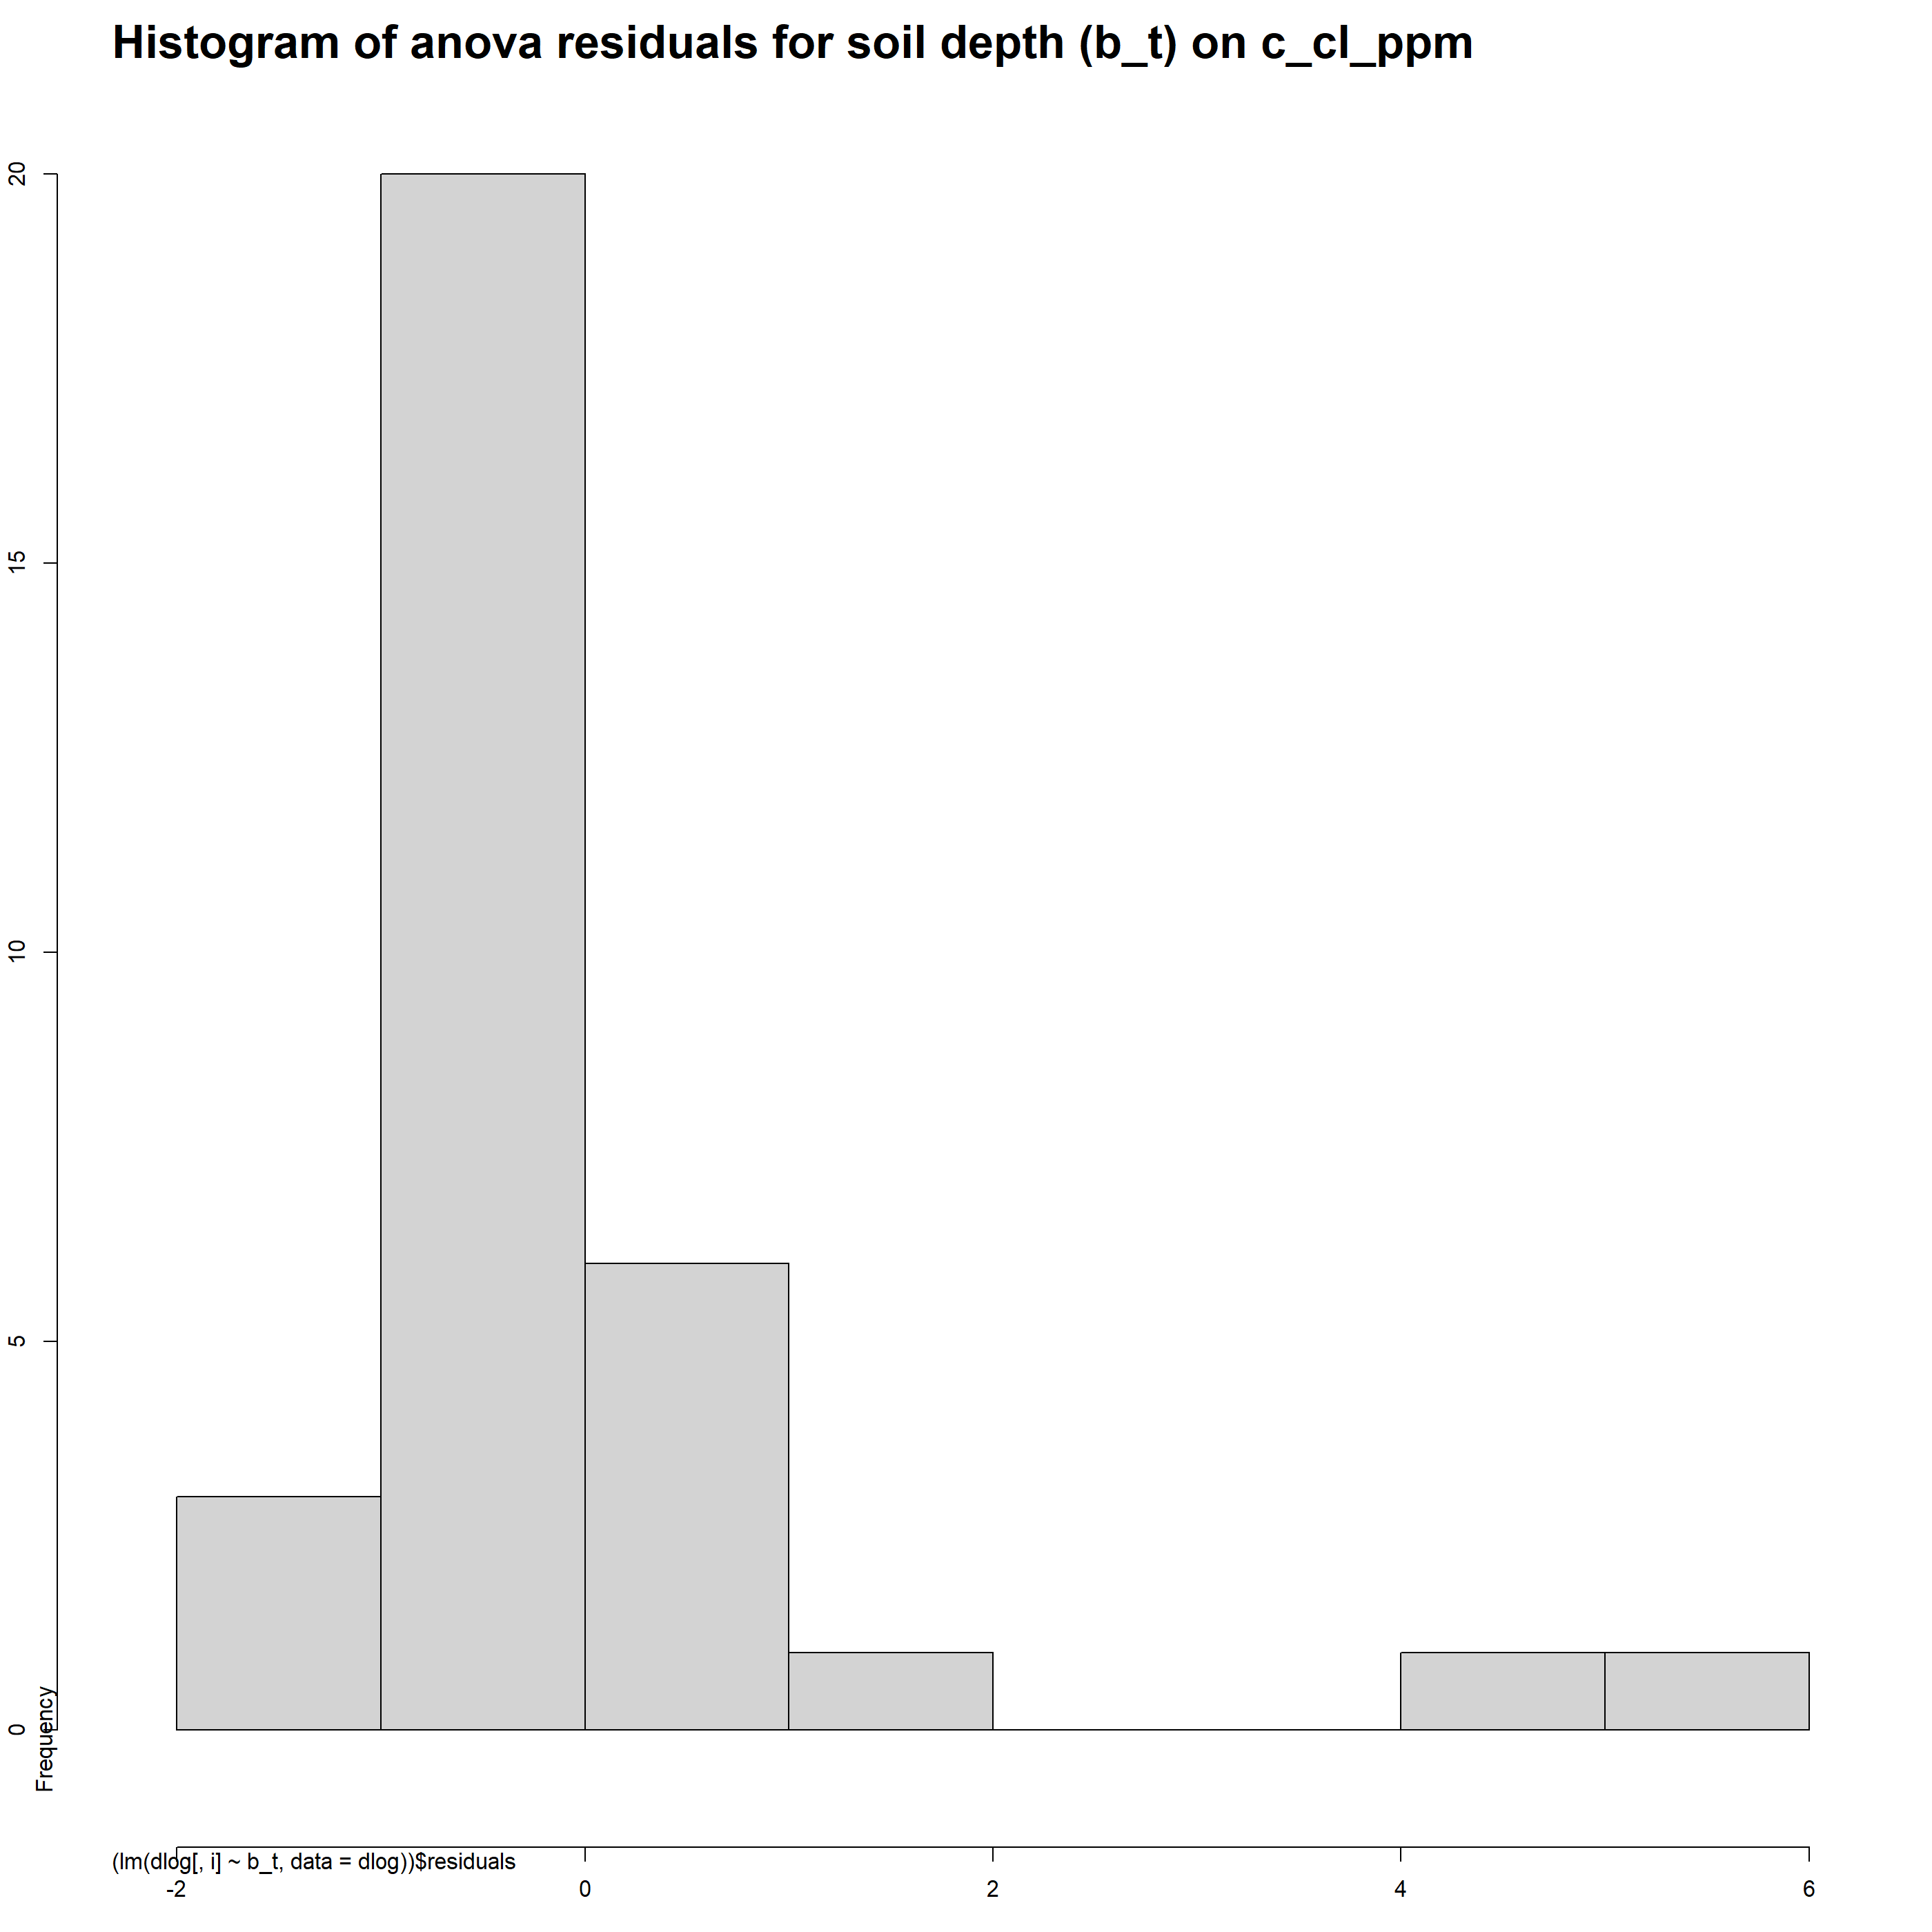 Histogram of anova residuals for soil depth (b_t) on c_cl_ppm
20
15
10
5
0
Frequency
(lm(dlog[, i] ~ b_t, data = dlog))$residuals
-2 0 2 4 6